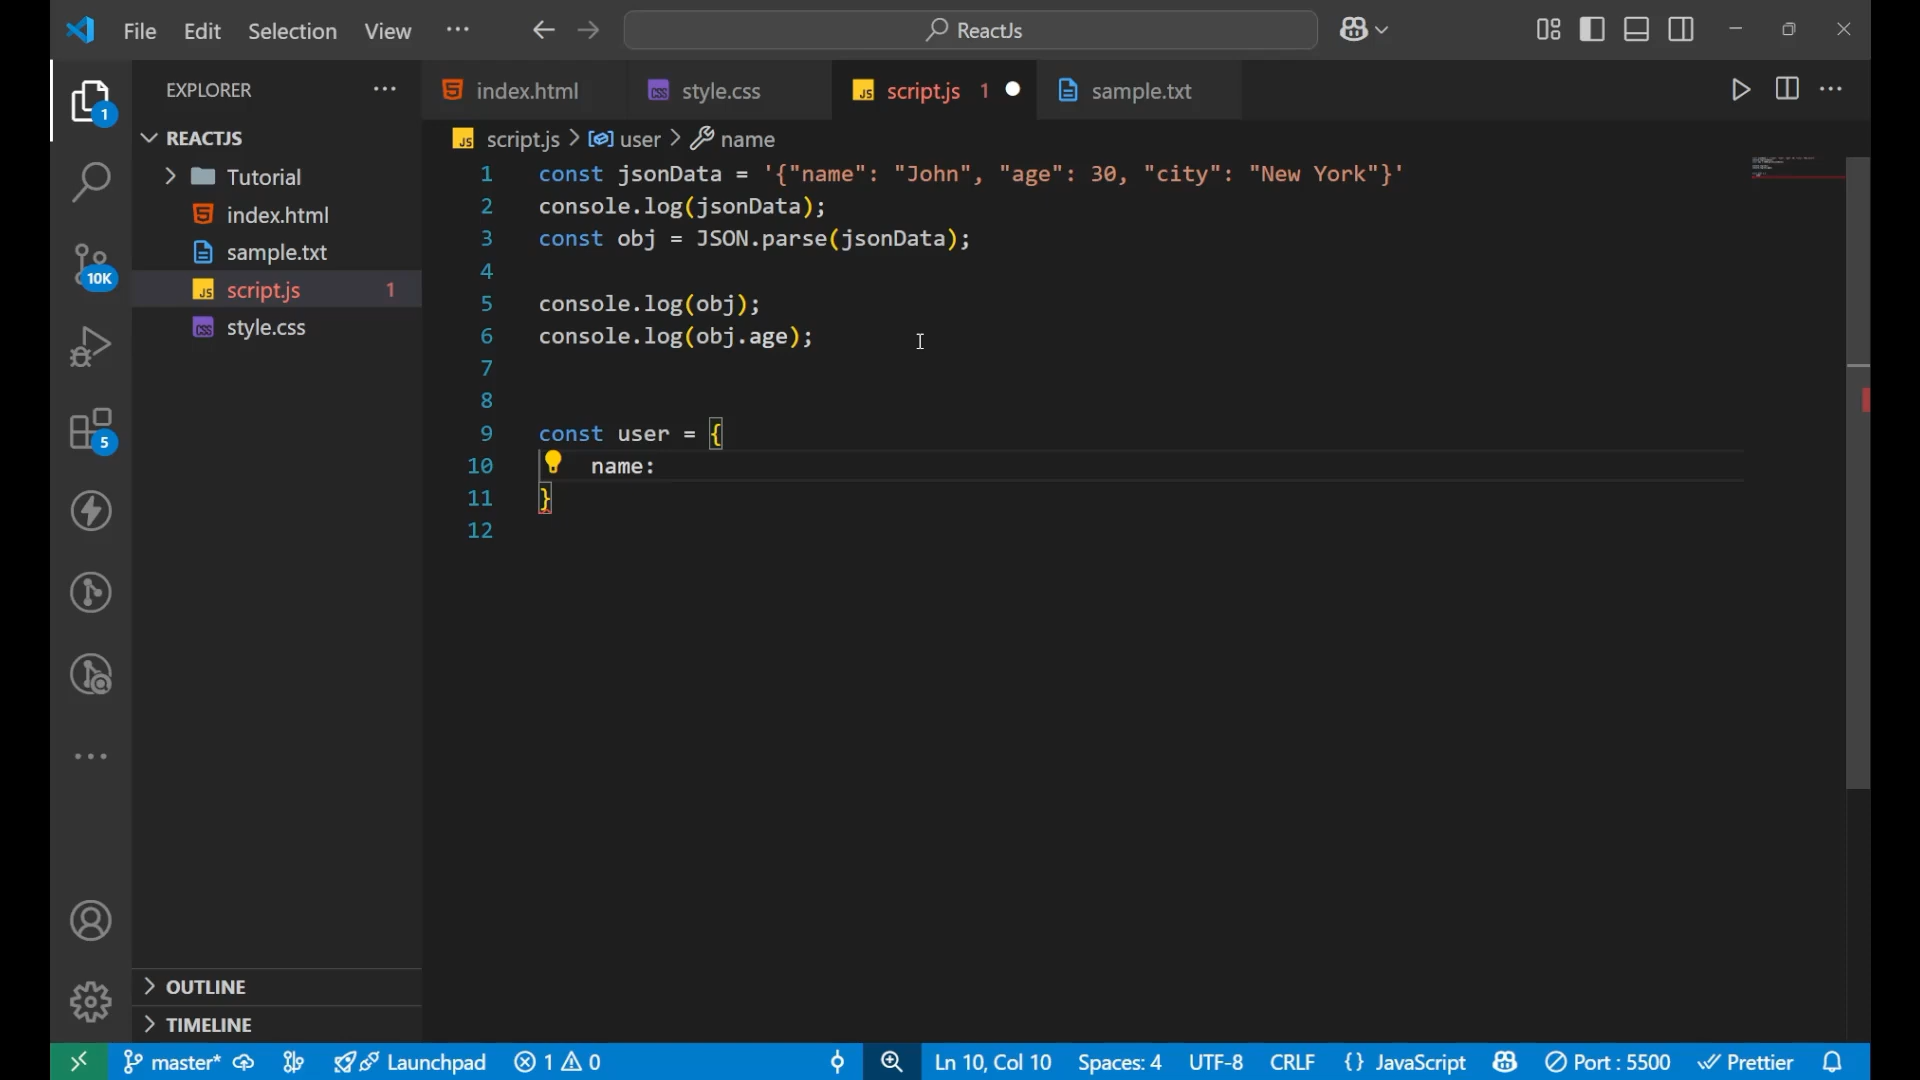 File Edit Selection View ··· ReactJs
EXPLORER ···
index.html style.css script.js 1 sample.txt
REACTJS
Tutorial
index.html
sample.txt
script.js 1
style.css
1
10K
5
script.js > user > name
1 const jsonData = '{"name": "John", "age": 30, "city": "New York"}'
2 console.log(jsonData);
3 const obj = JSON.parse(jsonData);
4
5 console.log(obj);
6 console.log(obj.age);
7
8
9 const user = {
10 name:
11 }
12
OUTLINE
TIMELINE
master* Launchpad 1 0 Ln 10, Col 10 Spaces: 4 UTF-8 CRLF {} JavaScript Port : 5500 Prettier